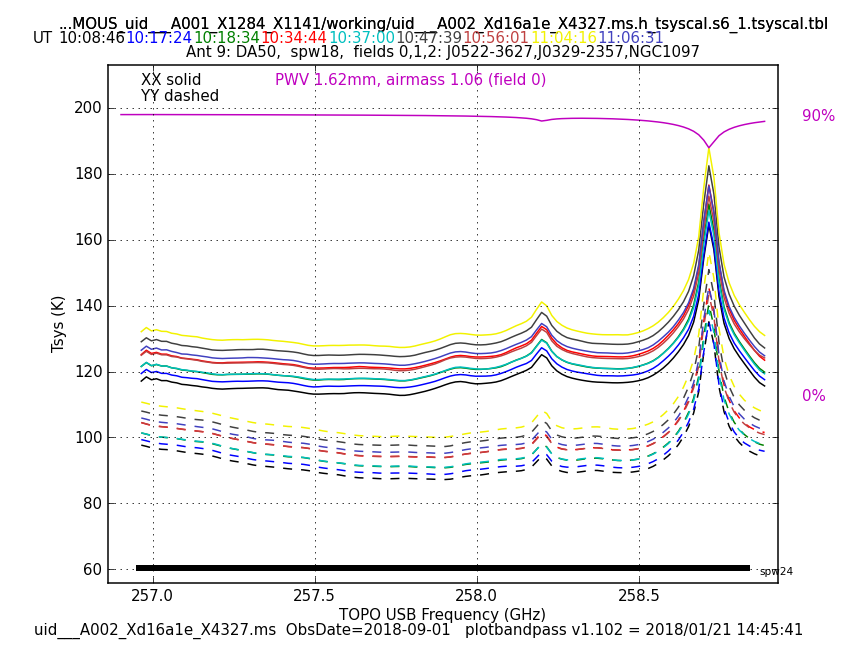 ...MOUS_uid___A001_X1284_X1141/working/uid___A002_Xd16a1e_X4327.ms.h_tsyscal.s6_1.tsyscal.tbl
UT 10:08:46 10:17:24 10:18:34 10:34:44 10:37:00 10:47:39 10:56:01 11:04:16 11:06:31
Ant 9: DA50, spw18, fields 0,1,2: J0522-3627,J0329-2357,NGC1097
XX solid
PWV 1.62mm, airmass 1.06 (field 0)
YY dashed
200
90%
180
160
140
Tsys (K)
120
0%
100
80
60
spw24
257.0 257.5 258.0 258.5
TOPO USB Frequency (GHz)
uid___A002_Xd16a1e_X4327.ms ObsDate=2018-09-01 plotbandpass v1.102 = 2018/01/21 14:45:41